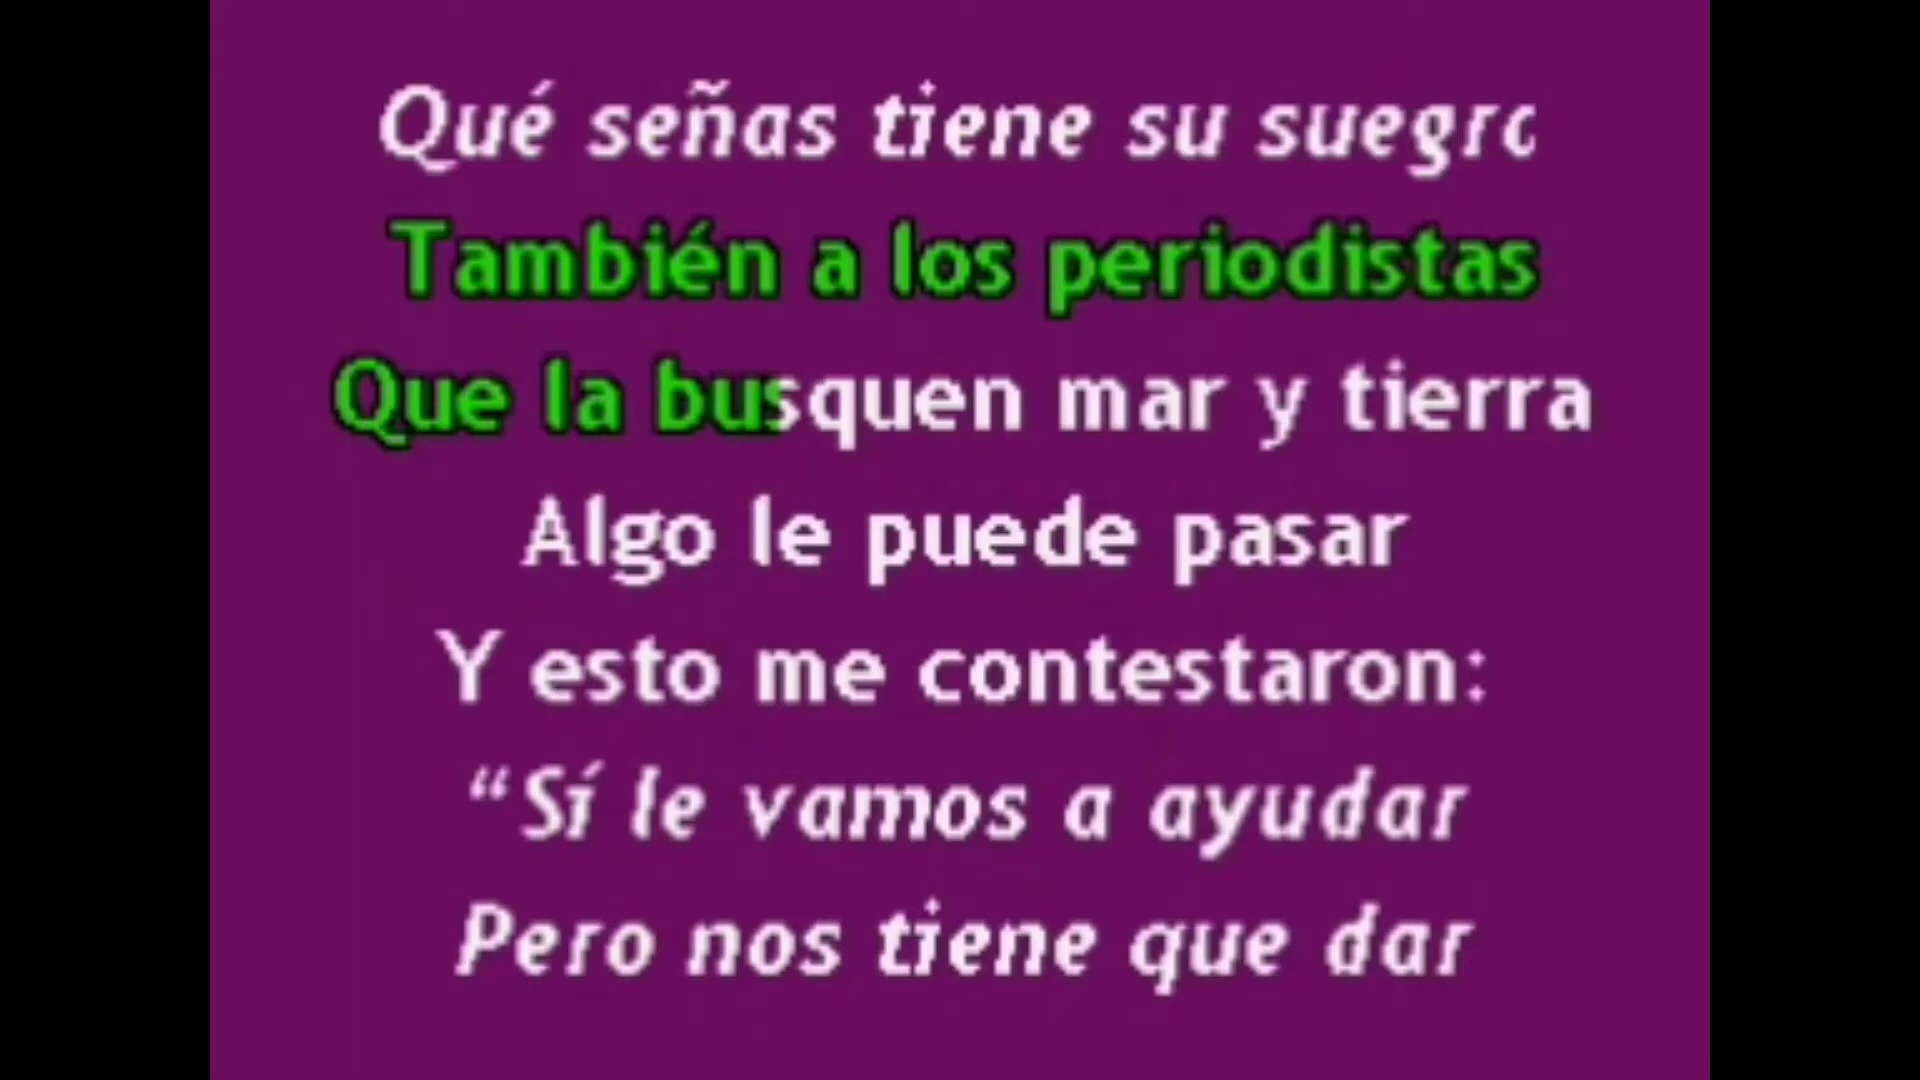 Qué señas tiene su suegra
También a los periodistas
Que la busquen mar y tierra
Algo le puede pasar
Y esto me contestaron:
“Sí le vamos a ayudar
Pero nos tiene que dar